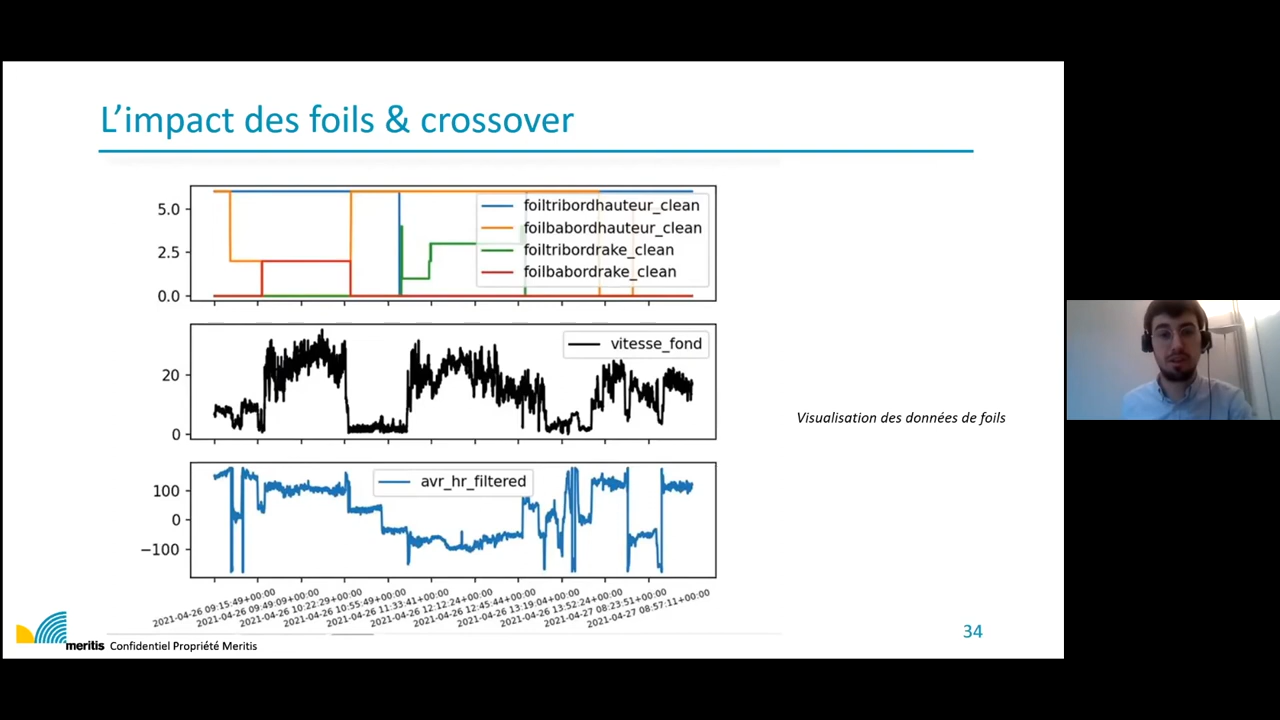 L'impact des foils & crossover
5.0
2.5
0.0
foiltribordhauteur_clean
foilbabordhauteur_clean
foiltribordrake_clean
foilbabordrake_clean
20
0
vitesse_fond
Visualisation des données de foils
100
0
−100
avr_hr_filtered
2021-04-26 09:15:49+00:00
2021-04-26 09:49:09+00:00
2021-04-26 10:22:29+00:00
2021-04-26 10:55:49+00:00
2021-04-26 11:33:41+00:00
2021-04-26 12:12:24+00:00
2021-04-26 12:45:44+00:00
2021-04-26 13:19:04+00:00
2021-04-26 13:52:24+00:00
2021-04-27 08:23:51+00:00
2021-04-27 08:57:11+00:00
meritis
Confidentiel Propriété Meritis
34